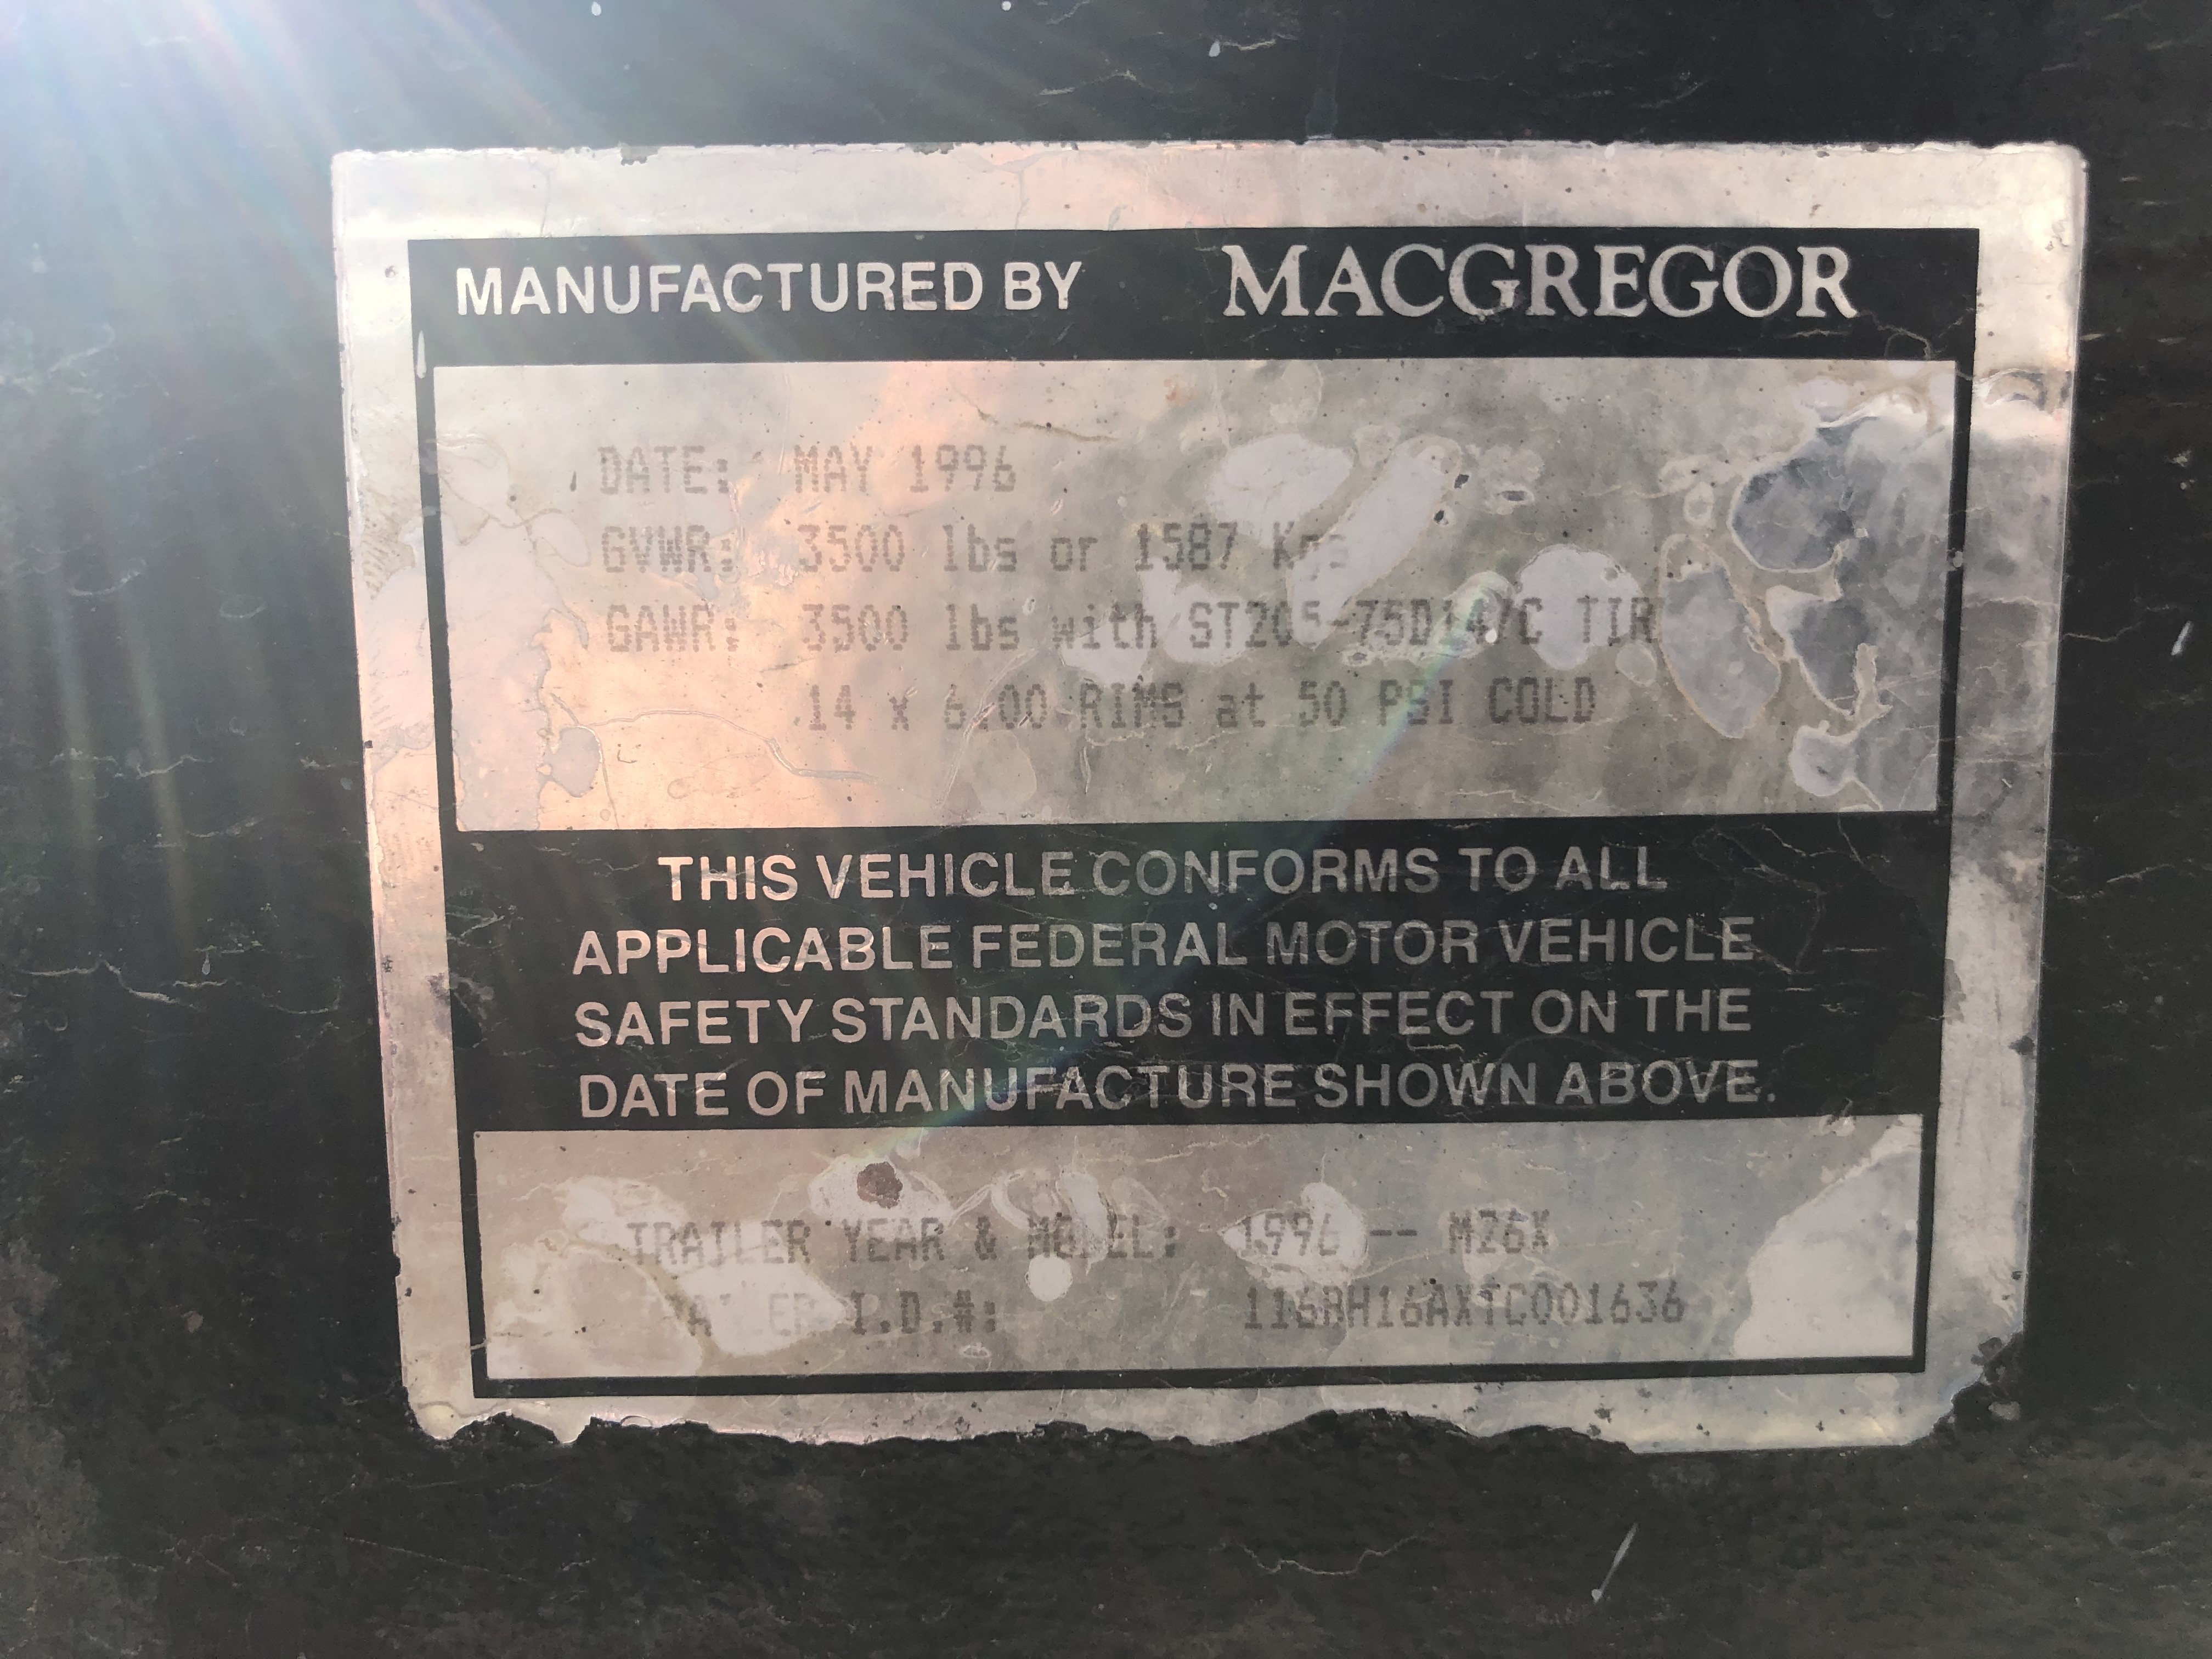 MANUFACTURED BY MACGREGOR
DATE: MAY 1996
GVWR: 3500 lbs or 1587 Kgs
GAWR: 3500 lbs with ST205-75D14/C TIR
14 x 6.00 RIMS at 50 PSI COLD
THIS VEHICLE CONFORMS TO ALL
APPLICABLE FEDERAL MOTOR VEHICLE
SAFETY STANDARDS IN EFFECT ON THE
DATE OF MANUFACTURE SHOWN ABOVE.
TRAILER YEAR & MODEL: 1996 -- M26X
TRAILER I.D.#: 116BH16AXTC001636